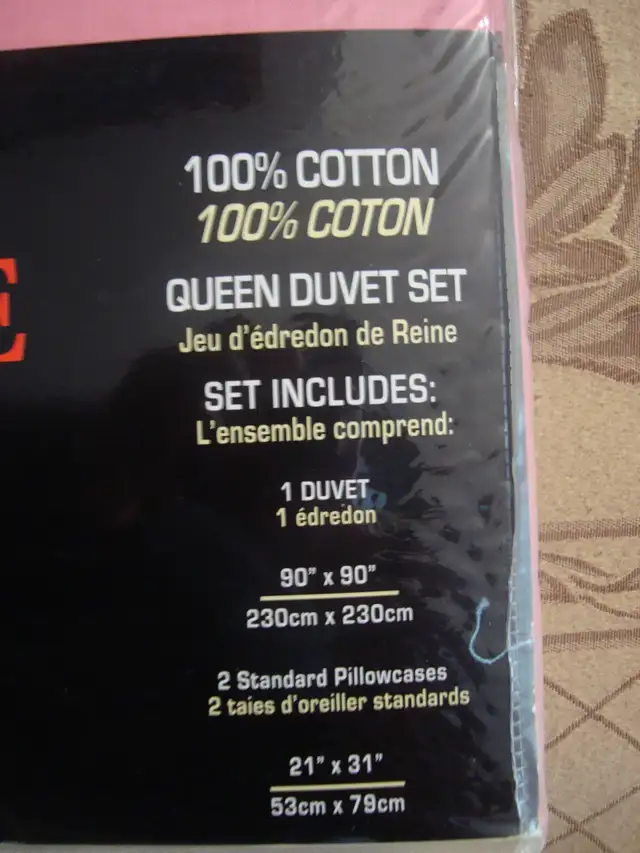 E
100% COTTON
100% COTON
QUEEN DUVET SET
Jeu d'édredon de Reine
SET INCLUDES:
L'ensemble comprend:
1 DUVET
1 édredon
90" x 90"
230cm x 230cm
2 Standard Pillowcases
2 taies d'oreiller standards
21" x 31"
53cm x 79cm